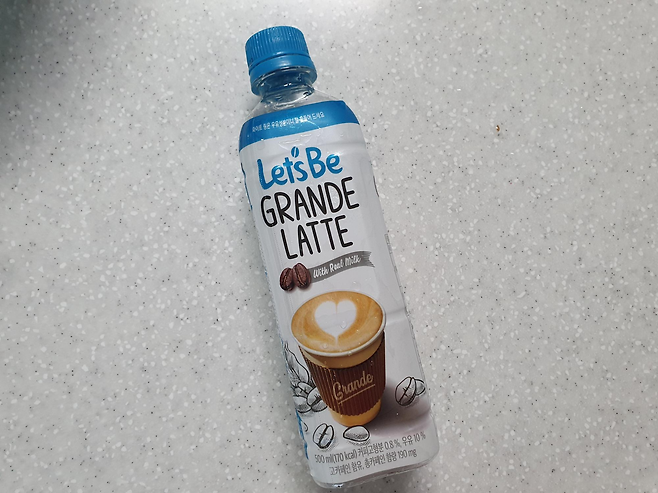 Let'sBe
GRANDE
LATTE
With Real Milk
Grande
500 ml(170 kcal) 커피고형분 0.8%, 우유 10%
고카페인 함유, 총카페인 함량 190 mg